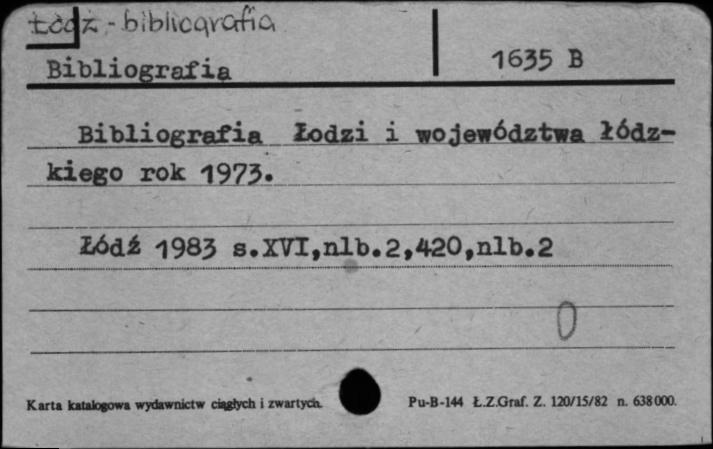 Łódź - bibliografia
Bibliografia
1635 B
Bibliografia Łodzi i województwa łódz-
kiego rok 1973.
Łódź 1983 s.XVI,nlb.2,420,nlb.2
0
Karta katalogowa wydawnictw ciągłych i zwartych.
Pu-B-144 Ł.Z.Graf. Z. 120/15/82 n. 638000.